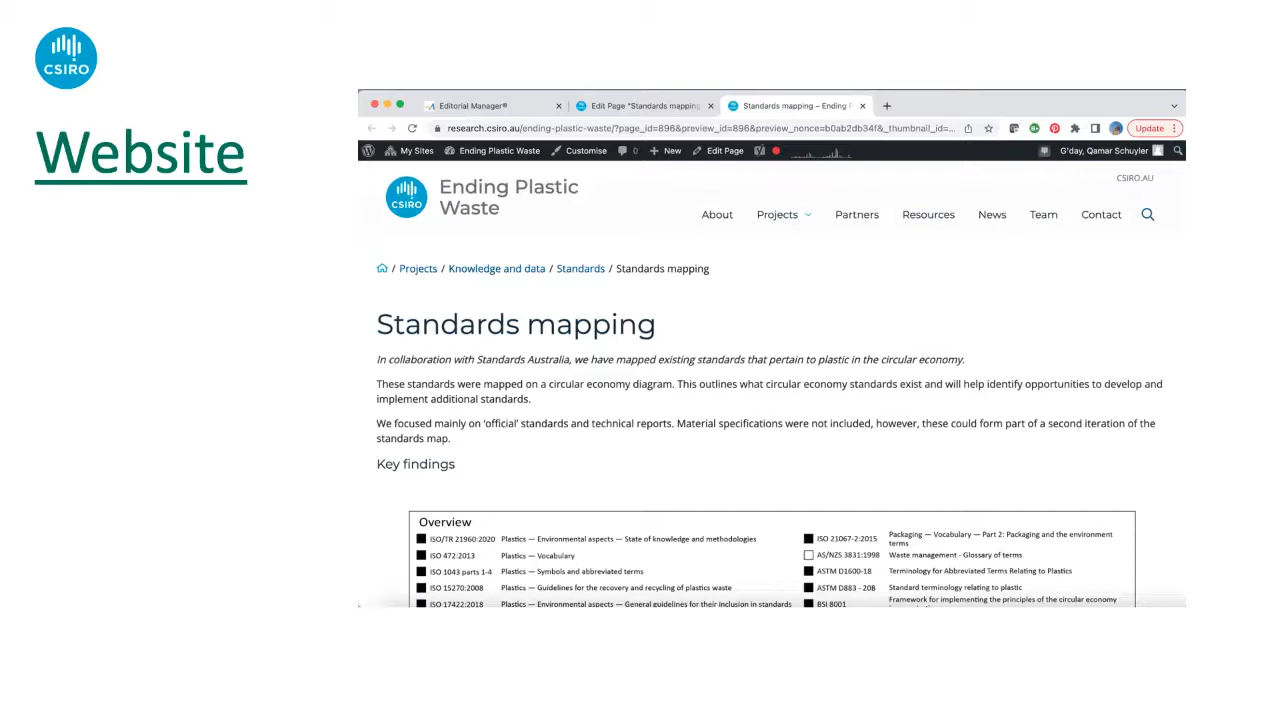 CSIRO
Website
Editorial Manager®
Edit Page "Standards mapping
Standards mapping – Ending P
research.csiro.au/ending-plastic-waste/?page_id=896&preview_id=896&preview_nonce=b0ab2db34f&_thumbnail_id=...
Update
My Sites
Ending Plastic Waste
Customise
0
New
Edit Page
G'day, Qamar Schuyler
CSIRO.AU
CSIRO
Ending Plastic
Waste
About Projects Partners Resources News Team Contact
/ Projects / Knowledge and data / Standards / Standards mapping
Standards mapping
In collaboration with Standards Australia, we have mapped existing standards that pertain to plastic in the circular economy.
These standards were mapped on a circular economy diagram. This outlines what circular economy standards exist and will help identify opportunities to develop and
implement additional standards.
We focused mainly on 'official' standards and technical reports. Material specifications were not included, however, these could form part of a second iteration of the
standards map.
Key findings
Overview
ISO/TR 21960:2020 Plastics — Environmental aspects — State of knowledge and methodologies
ISO 472:2013 Plastics — Vocabulary
ISO 1043 parts 1-4 Plastics — Symbols and abbreviated terms
ISO 15270:2008 Plastics — Guidelines for the recovery and recycling of plastics waste
ISO 17422:2018 Plastics — Environmental aspects — General guidelines for their inclusion in standards
ISO 21067-2:2015 Packaging — Vocabulary — Part 2: Packaging and the environment
terms
AS/NZS 3831:1998 Waste management - Glossary of terms
ASTM D1600-18 Terminology for Abbreviated Terms Relating to Plastics
ASTM D883 - 20B Standard terminology relating to plastic
BSI 8001 Framework for implementing the principles of the circular economy